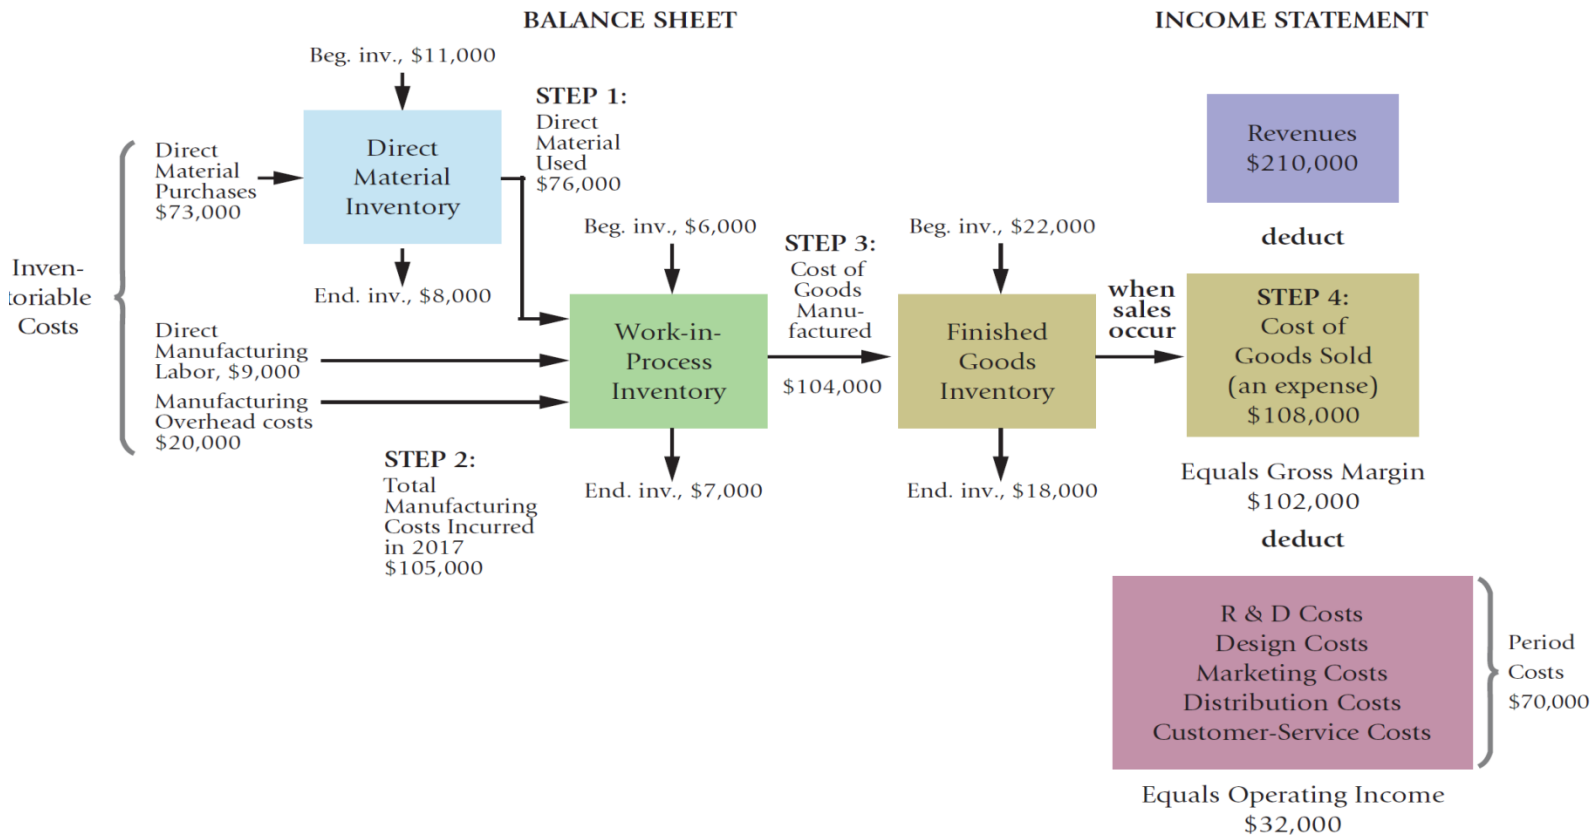 BALANCE SHEET
INCOME STATEMENT
Beg. inv., $11,000
STEP 1:
Direct
Material
Used
$76,000
Direct
Material
Purchases
$73,000
Direct
Material
Inventory
End. inv., $8,000
Inven-
toriable
Costs
Direct
Manufacturing
Labor, $9,000
Manufacturing
Overhead costs
$20,000
STEP 2:
Total
Manufacturing
Costs Incurred
in 2017
$105,000
Beg. inv., $6,000
Work-in-
Process
Inventory
End. inv., $7,000
STEP 3:
Cost of
Goods
Manu-
factured
$104,000
Beg. inv., $22,000
Finished
Goods
Inventory
End. inv., $18,000
when
sales
occur
Revenues
$210,000
deduct
STEP 4:
Cost of
Goods Sold
(an expense)
$108,000
Equals Gross Margin
$102,000
deduct
R & D Costs
Design Costs
Marketing Costs
Distribution Costs
Customer-Service Costs
Period
Costs
$70,000
Equals Operating Income
$32,000